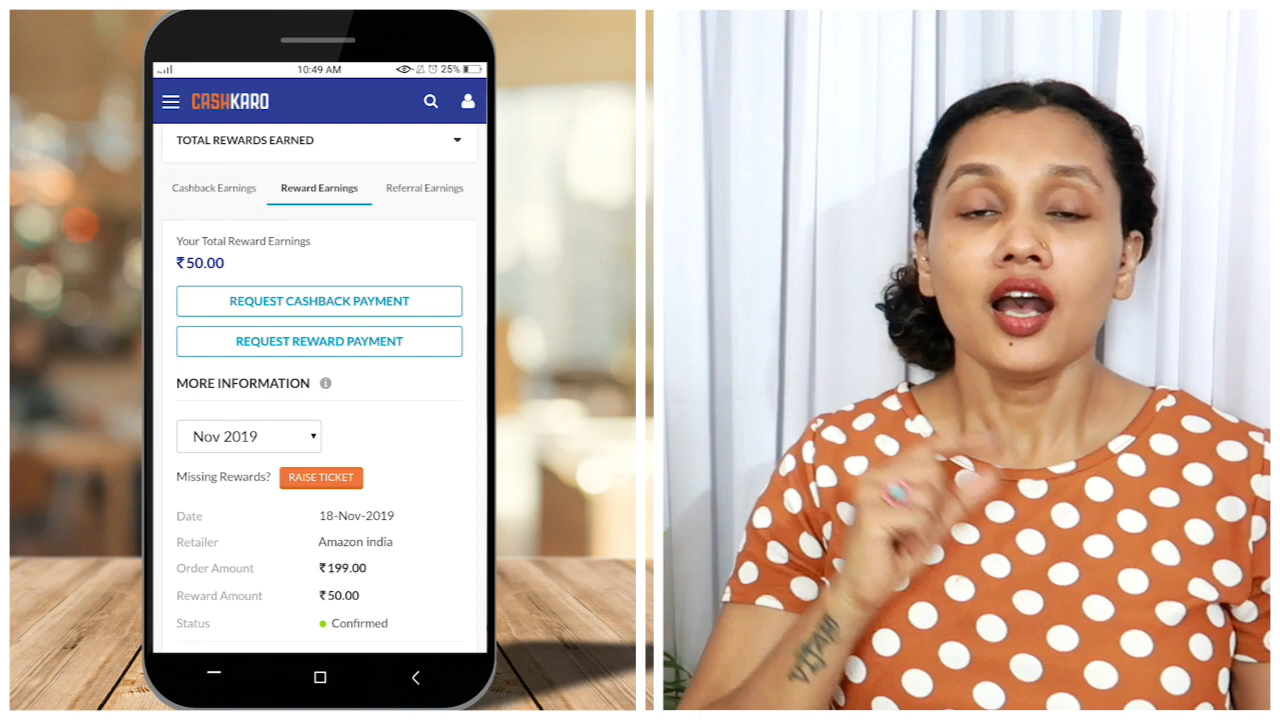 10:49 AM
25%
CASHKARO
TOTAL REWARDS EARNED
Cashback Earnings Reward Earnings Referral Earnings
Your Total Reward Earnings
₹50.00
REQUEST CASHBACK PAYMENT
REQUEST REWARD PAYMENT
MORE INFORMATION
Nov 2019
Missing Rewards? RAISE TICKET
Date 18-Nov-2019
Retailer Amazon india
Order Amount ₹199.00
Reward Amount ₹50.00
Status Confirmed